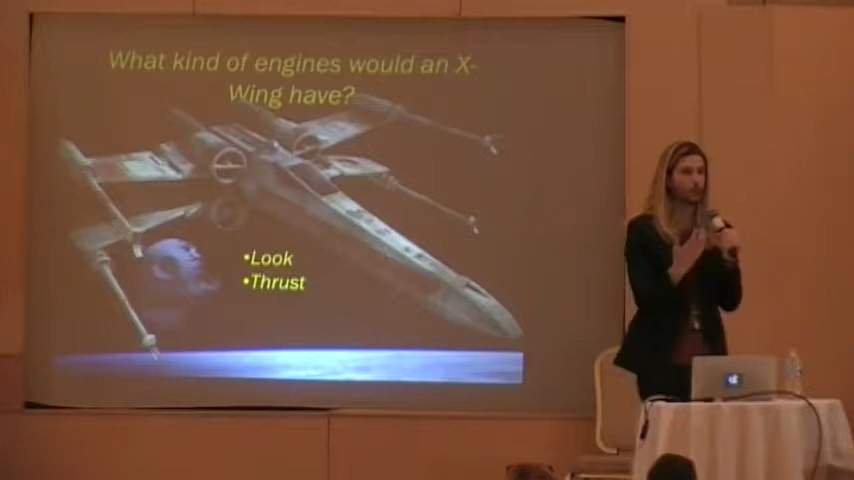 What kind of engines would an X-
Wing have?
•Look
•Thrust